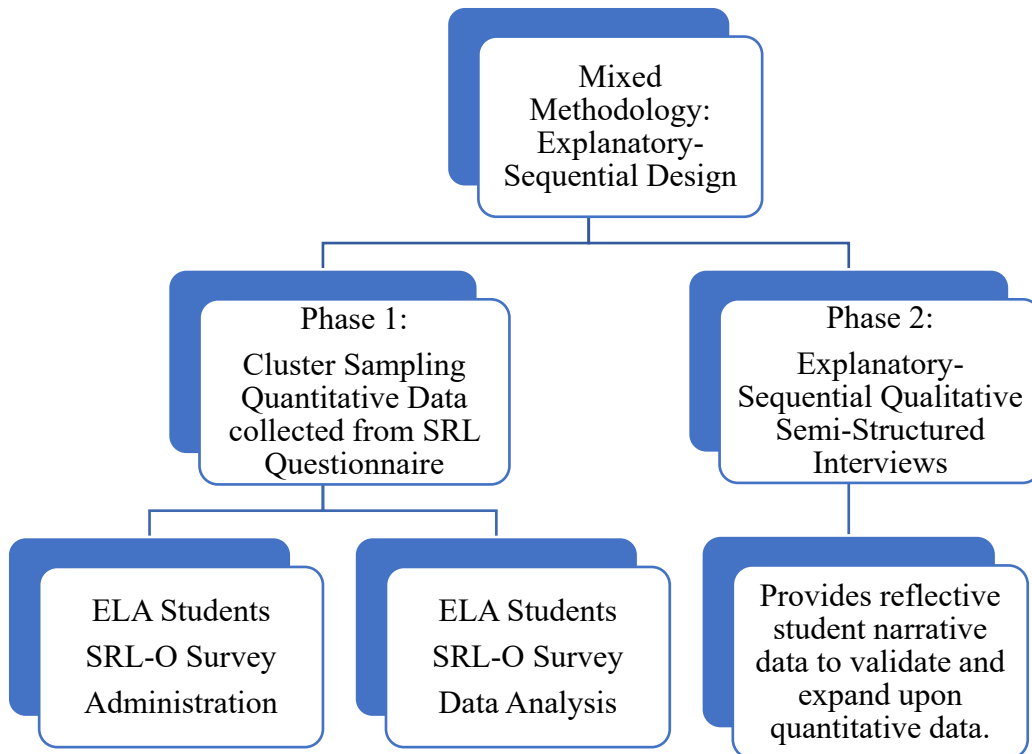 Mixed
Methodology:
Explanatory-
Sequential Design
Phase 1:
Cluster Sampling
Quantitative Data
collected from SRL
Questionnaire
Phase 2:
Explanatory-
Sequential Qualitative
Semi-Structured
Interviews
ELA Students
SRL-O Survey
Administration
ELA Students
SRL-O Survey
Data Analysis
Provides reflective
student narrative
data to validate and
expand upon
quantitative data.